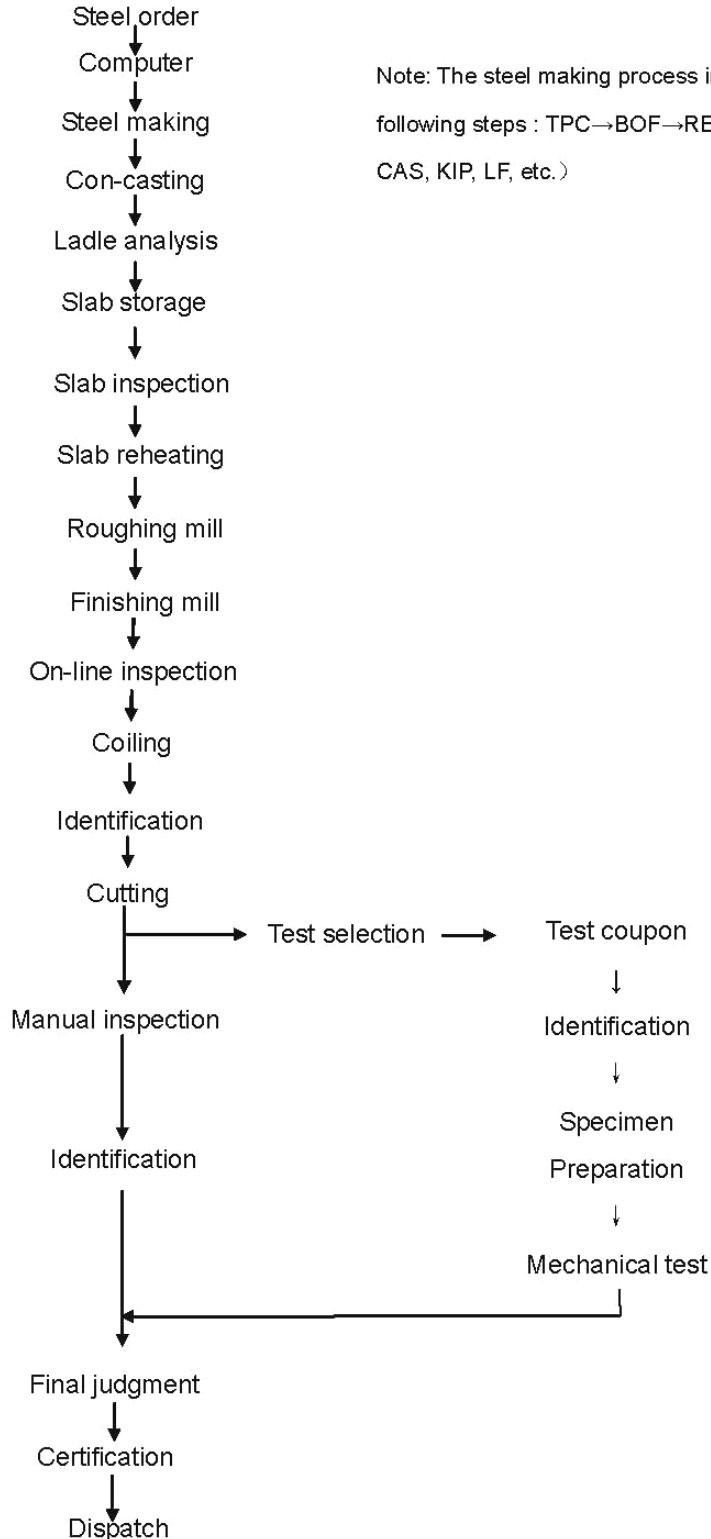 Steel order
Computer
Steel making
Con-casting
Ladle analysis
Slab storage
Slab inspection
Slab reheating
Roughing mill
Finishing mill
On-line inspection
Coiling
Identification
Cutting
Manual inspection
Identification
Final judgment
Certification
Dispatch
Test selection
Test coupon
Identification
Specimen
Preparation
Mechanical test
Note: The steel making process
following steps : TPC→BOF→
CAS, KIP, LF, etc.）